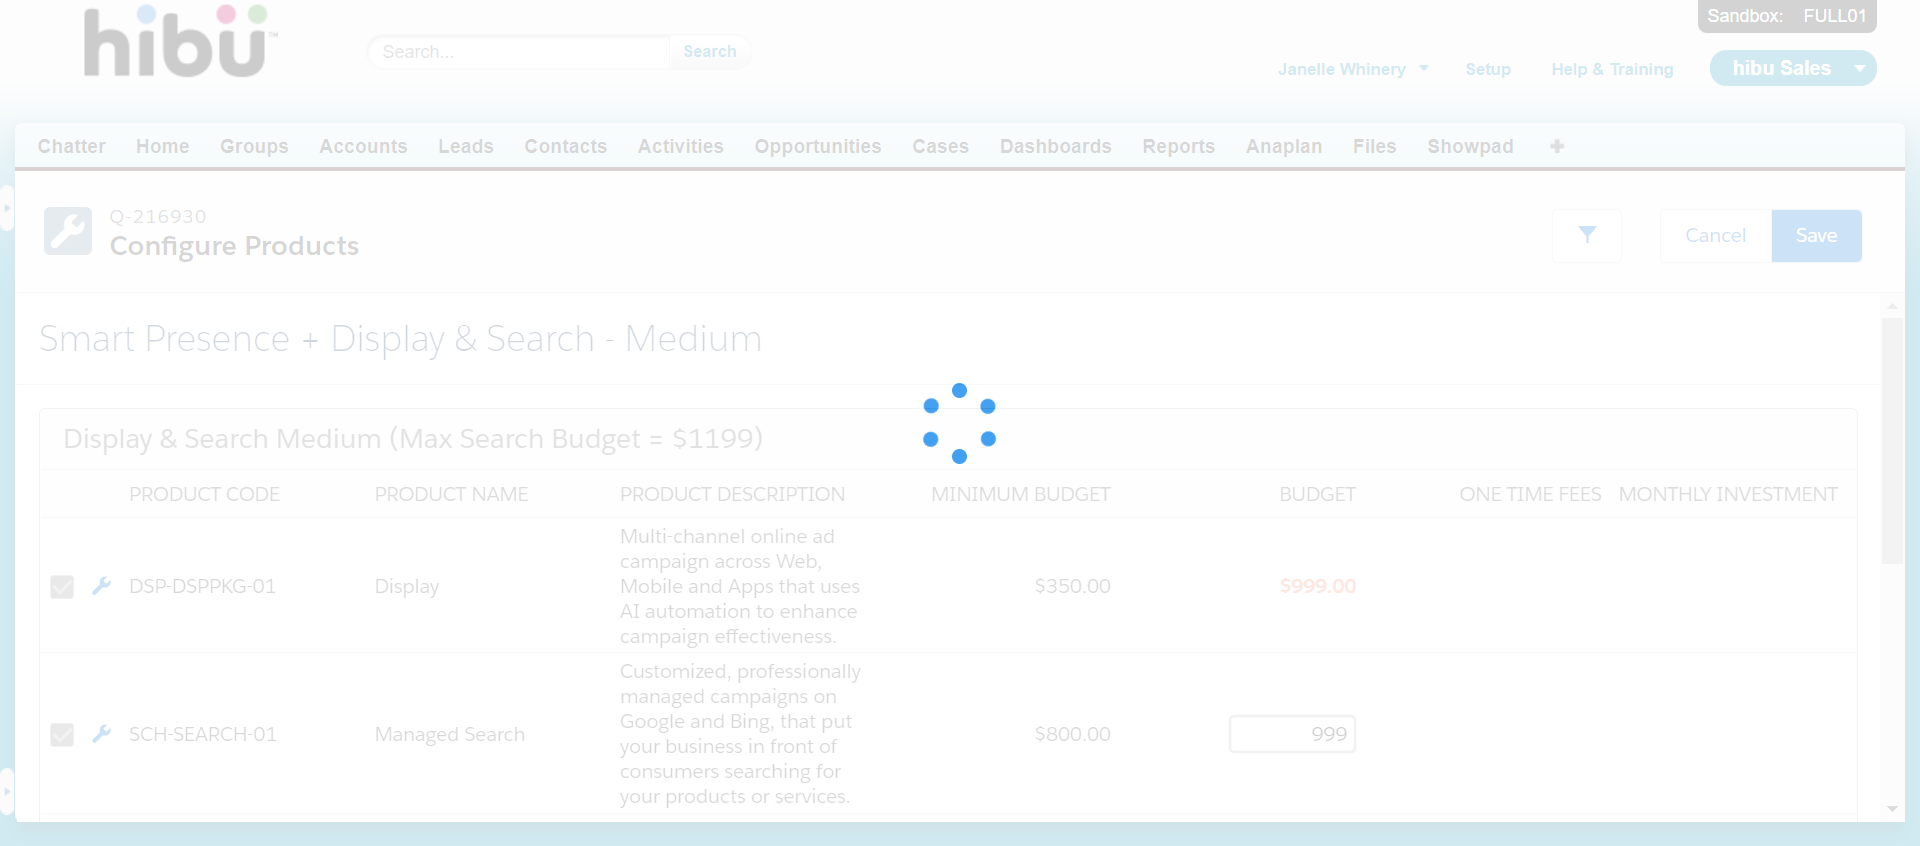 hibu™
Search...
Search
Sandbox: FULL01
Janelle Whinery
Setup
Help & Training
hibu Sales
Chatter Home Groups Accounts Leads Contacts Activities Opportunities Cases Dashboards Reports Anaplan Files Showpad
Q-216930
Configure Products
Cancel
Save
Smart Presence + Display & Search - Medium
Display & Search Medium (Max Search Budget = $1199)
PRODUCT CODE PRODUCT NAME PRODUCT DESCRIPTION MINIMUM BUDGET BUDGET ONE TIME FEES MONTHLY INVESTMENT
Multi-channel online ad
campaign across Web,
DSP-DSPPKG-01 Display Mobile and Apps that uses $350.00 $999.00
AI automation to enhance
campaign effectiveness.
Customized, professionally
managed campaigns on
Google and Bing, that put
SCH-SEARCH-01 Managed Search your business in front of $800.00 999
consumers searching for
your products or services.